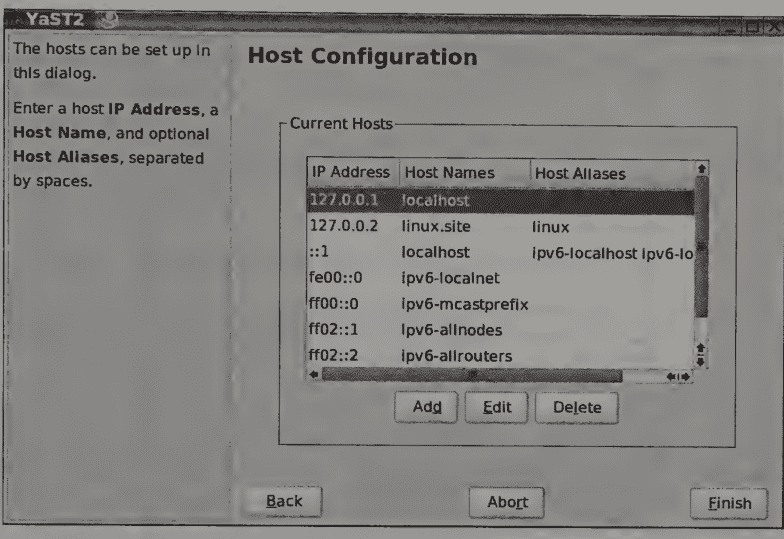 YaST2
The hosts can be set up in
this dialog.
Enter a host IP Address, a
Host Name, and optional
Host Aliases, separated
by spaces.
Host Configuration
Current Hosts
IP Address Host Names Host Aliases
127.0.0.1 localhost
127.0.0.2 linux.site linux
::1 localhost ipv6-localhost ipv6-lo
fe00::0 ipv6-localnet
ff00::0 ipv6-mcastprefix
ff02::1 ipv6-allnodes
ff02::2 ipv6-allrouters
Add Edit Delete
Back Abort Finish